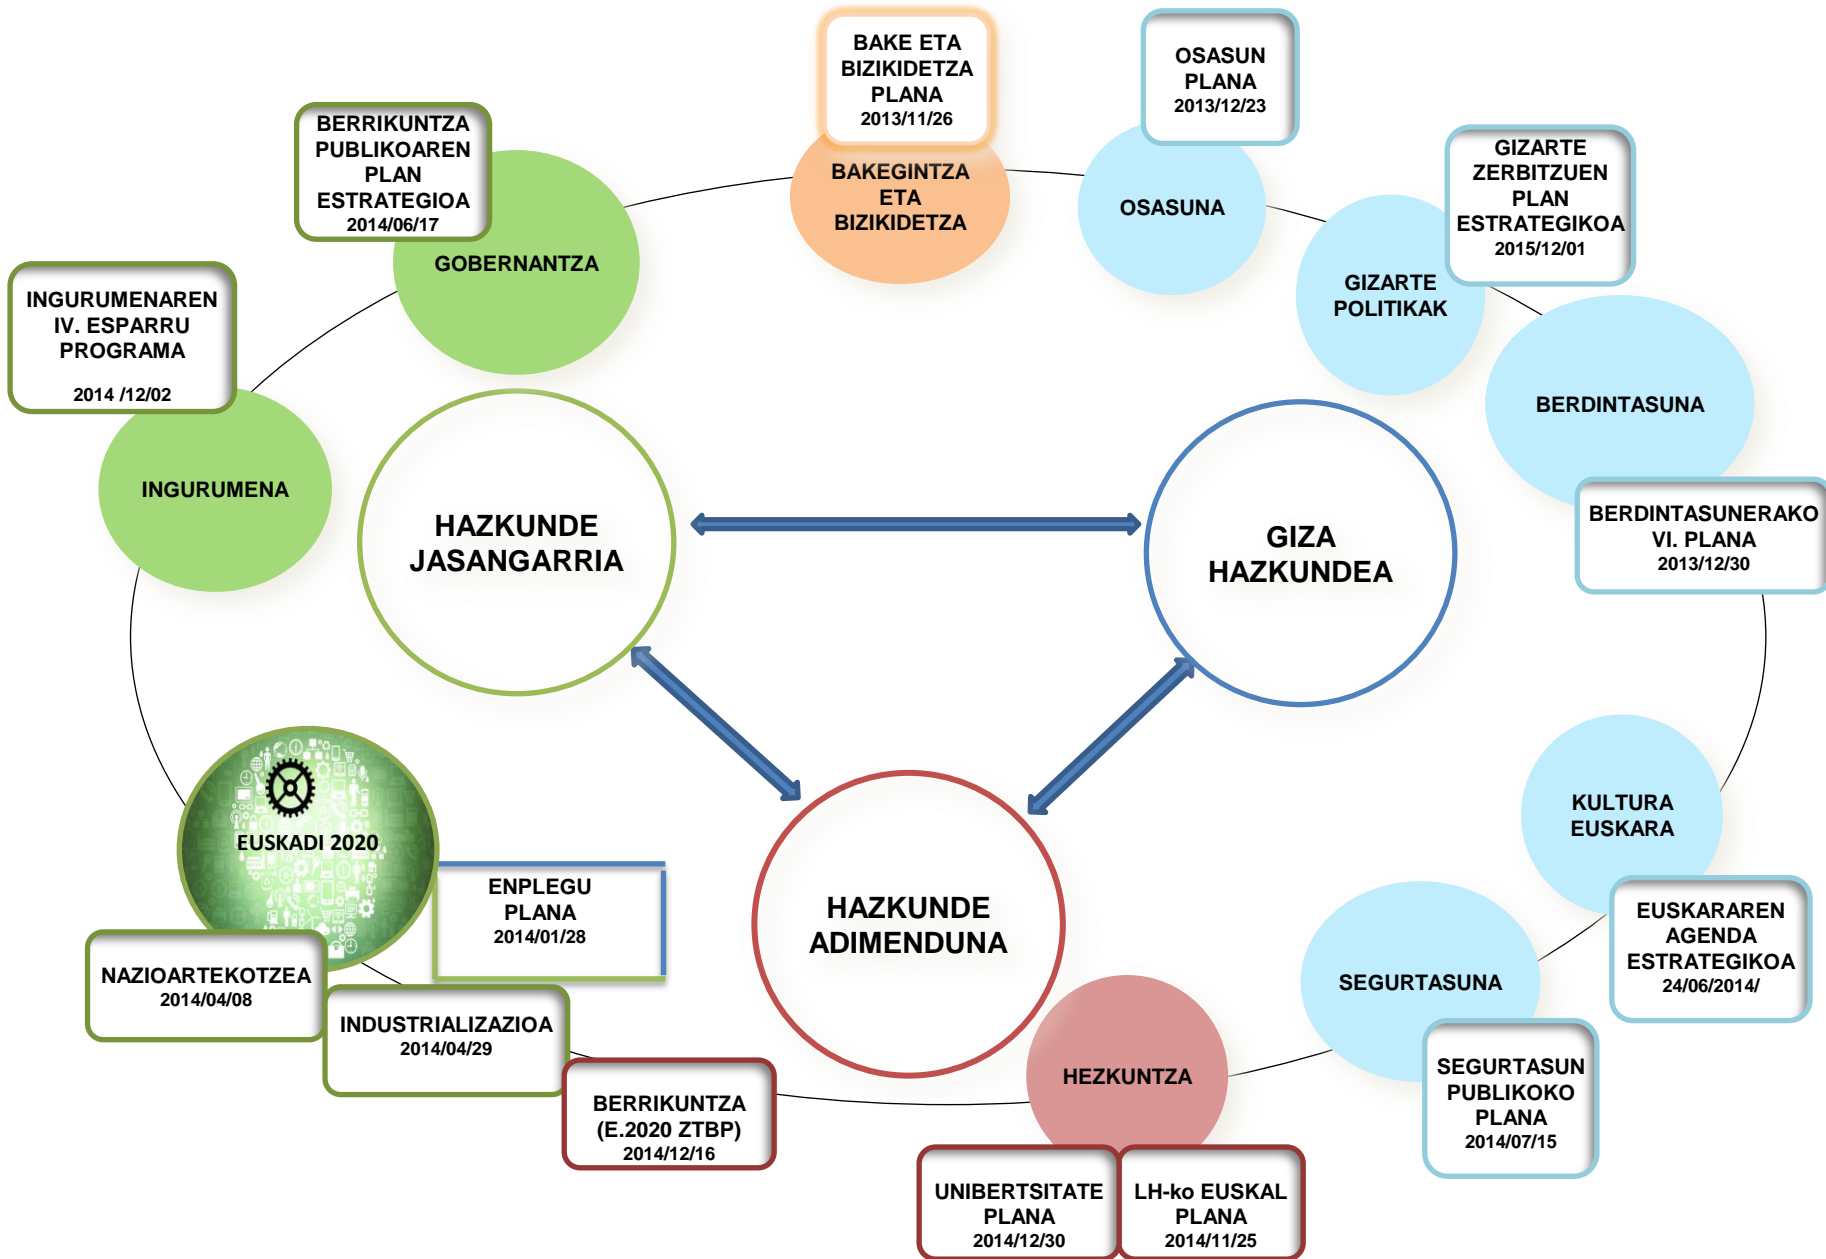 BAKE ETA
BIZIKIDETZA
PLANA
2013/11/26
OSASUN
PLANA
2013/12/23
BERRIKUNTZA
PUBLIKOAREN
PLAN
ESTRATEGIOA
2014/06/17
GIZARTE
ZERBITZUEN
PLAN
ESTRATEGIKOA
2015/12/01
BAKEGINTZA
ETA
BIZIKIDETZA
OSASUNA
GOBERNANTZA
GIZARTE
POLITIKAK
INGURUMENAREN
IV. ESPARRU
PROGRAMA
2014 /12/02
BERDINTASUNA
INGURUMENA
BERDINTASUNERAKO
VI. PLANA
2013/12/30
HAZKUNDE
JASANGARRIA
GIZA
HAZKUNDEA
KULTURA
EUSKARA
EUSKADI 2020
ENPLEGU
PLANA
2014/01/28
HAZKUNDE
ADIMENDUNA
EUSKARAREN
AGENDA
ESTRATEGIKOA
24/06/2014/
SEGURTASUNA
NAZIOARTEKOTZEA
2014/04/08
INDUSTRIALIZAZIOA
2014/04/29
HEZKUNTZA
SEGURTASUN
PUBLIKOKO
PLANA
2014/07/15
BERRIKUNTZA
(E.2020 ZTBP)
2014/12/16
UNIBERTSITATE
PLANA
2014/12/30
LH-ko EUSKAL
PLANA
2014/11/25